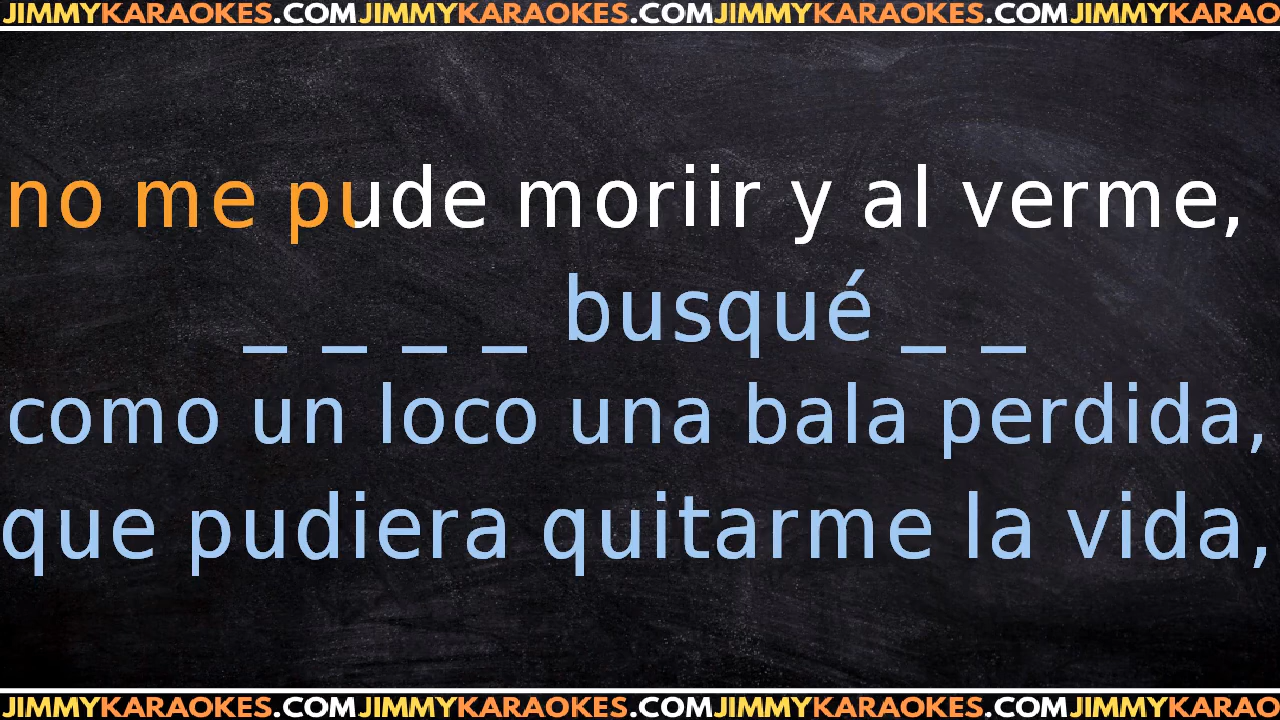 JIMMYKARAOKES.COMJIMMYKARAOKES.COMJIMMYKARAOKES.COMJIMMYKARAO
no me pude moriir y al verme,
_ _ _ _ busqué _ _
como un loco una bala perdida,
que pudiera quitarme la vida,
JIMMYKARAOKES.COMJIMMYKARAOKES.COMJIMMYKARAOKES.COMJIMMYKARAO